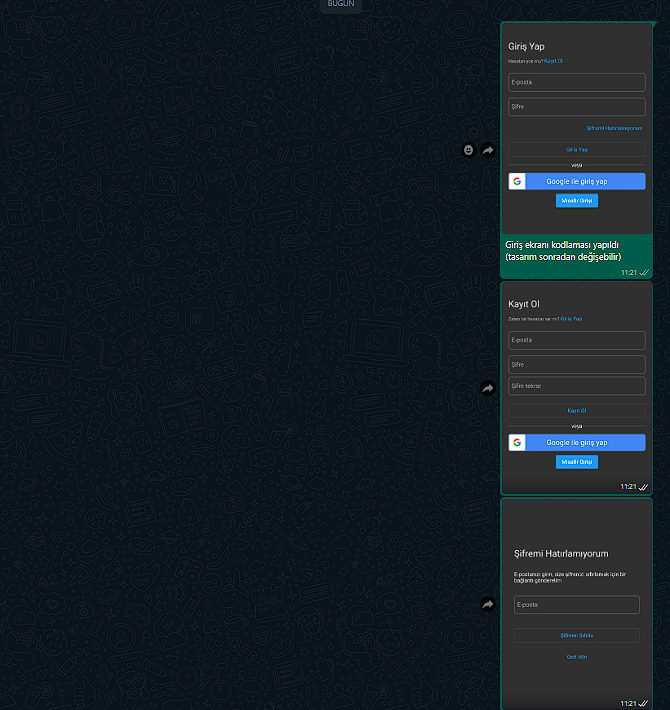 BUGÜN
Giriş Yap
Hesabın yok mu? Kayıt Ol
E-posta
Şifre
Şifremi Hatırlamıyorum
Giriş Yap
veya
Google ile giriş yap
Misafir Girişi
Giriş ekranı kodlaması yapıldı
(tasarım sonradan değişebilir)
11:21
Kayıt Ol
Zaten bir hesabın var mı? Giriş Yap
E-posta
Şifre
Şifre tekrar
Kayıt Ol
veya
Google ile giriş yap
Misafir Girişi
11:21
Şifremi Hatırlamıyorum
E-postanızı girin, size şifrenizi sıfırlamak için bir
bağlantı gönderelim
E-posta
Şifremi Sıfırla
Geri dön
11:21